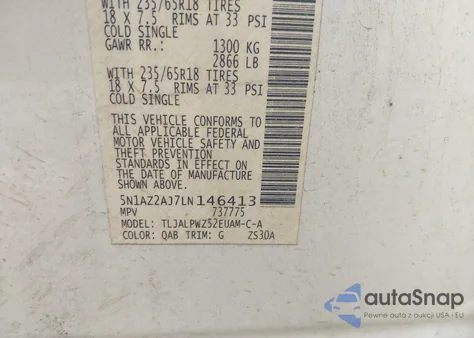 WITH 235/65R18 TIRES
18 X 7.5 RIMS AT 33 PSI
COLD SINGLE
GAWR RR.: 1300 KG
2866 LB
WITH 235/65R18 TIRES
18 X 7.5 RIMS AT 33 PSI
COLD SINGLE
THIS VEHICLE CONFORMS TO
ALL APPLICABLE FEDERAL
MOTOR VEHICLE SAFETY AND
THEFT PREVENTION
STANDARDS IN EFFECT ON
THE DATE OF MANUFACTURE
SHOWN ABOVE.
5N1AZ2AJ7LN146413
MPV 737775
MODEL: TLJALPWZ52EUAM-C-A
COLOR: QAB TRIM: G ZS30A
autoSnap
Pewne auta z aukcji USA i EU